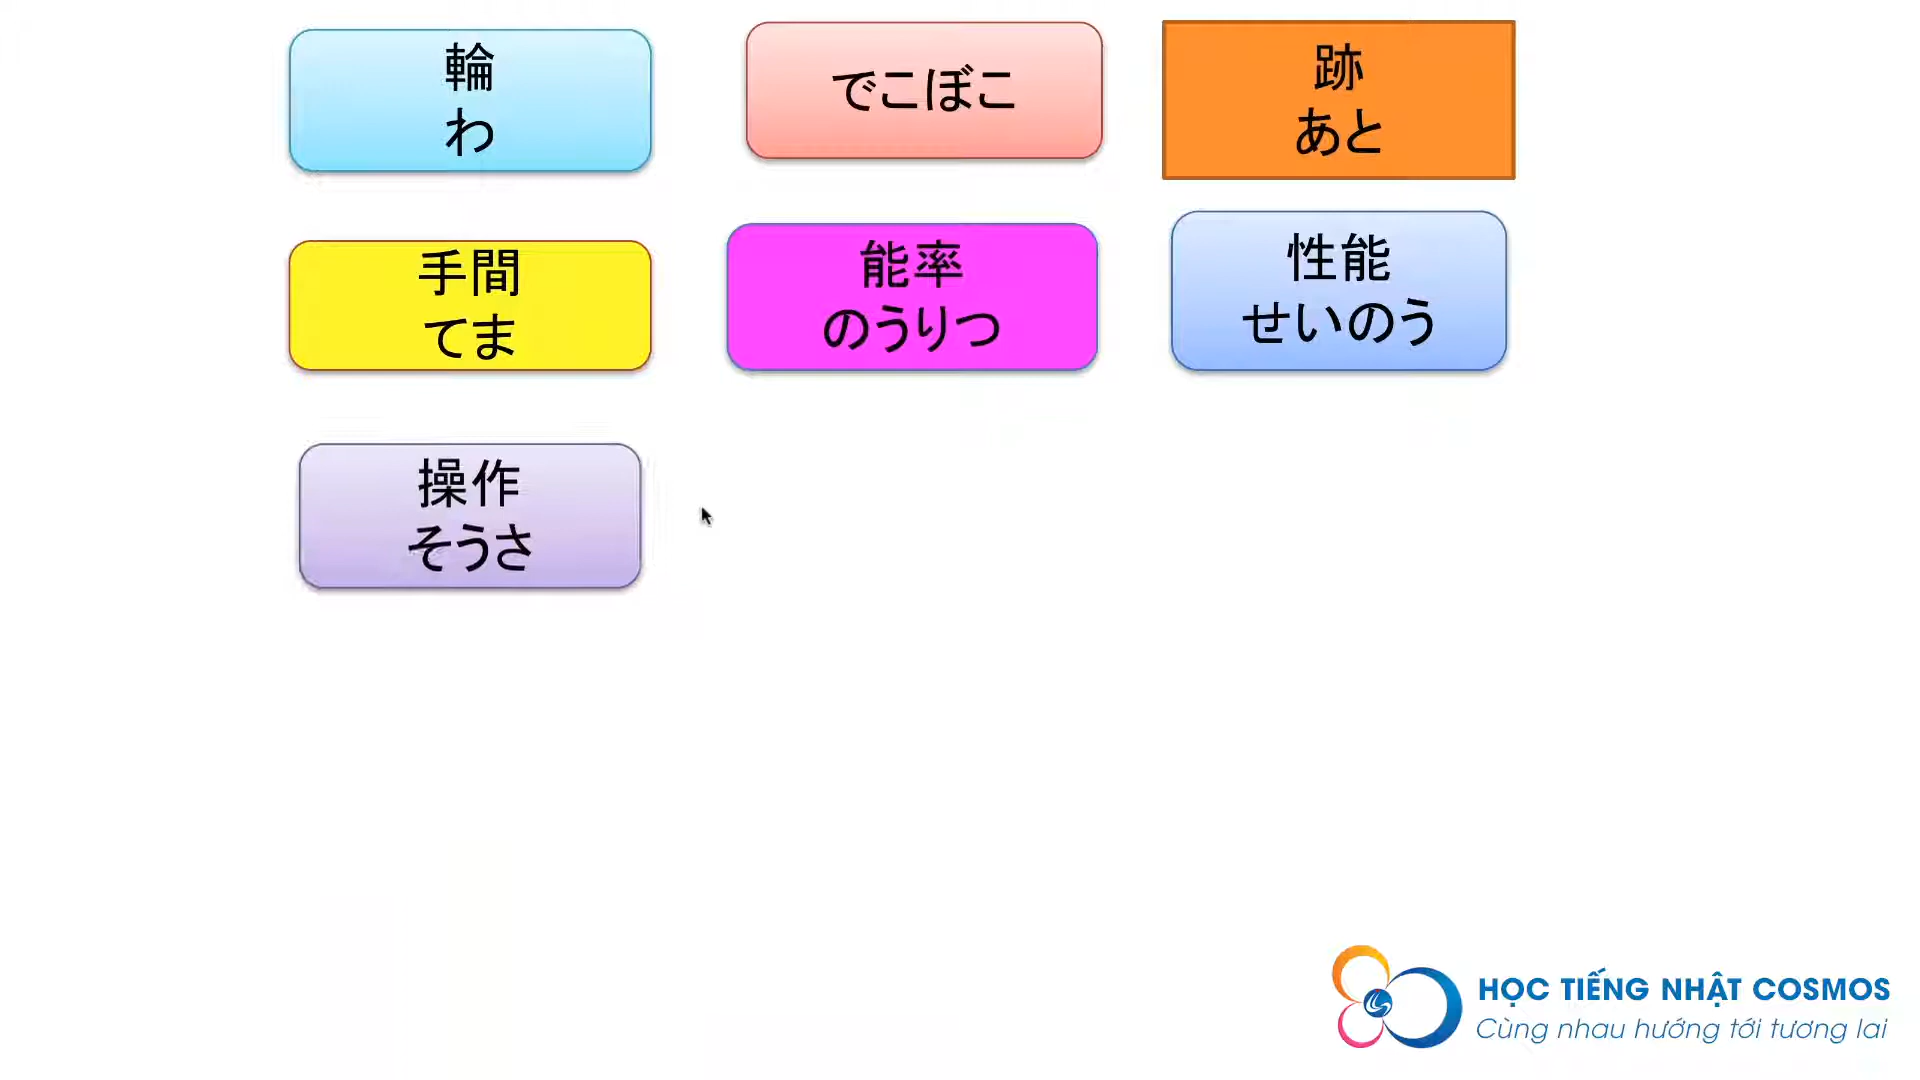 輪
わ
でこぼこ
跡
あと
手間
てま
能率
のうりつ
性能
せいのう
操作
そうさ
HỌC TIẾNG NHẬT COSMOS
Cùng nhau hướng tới tương lai